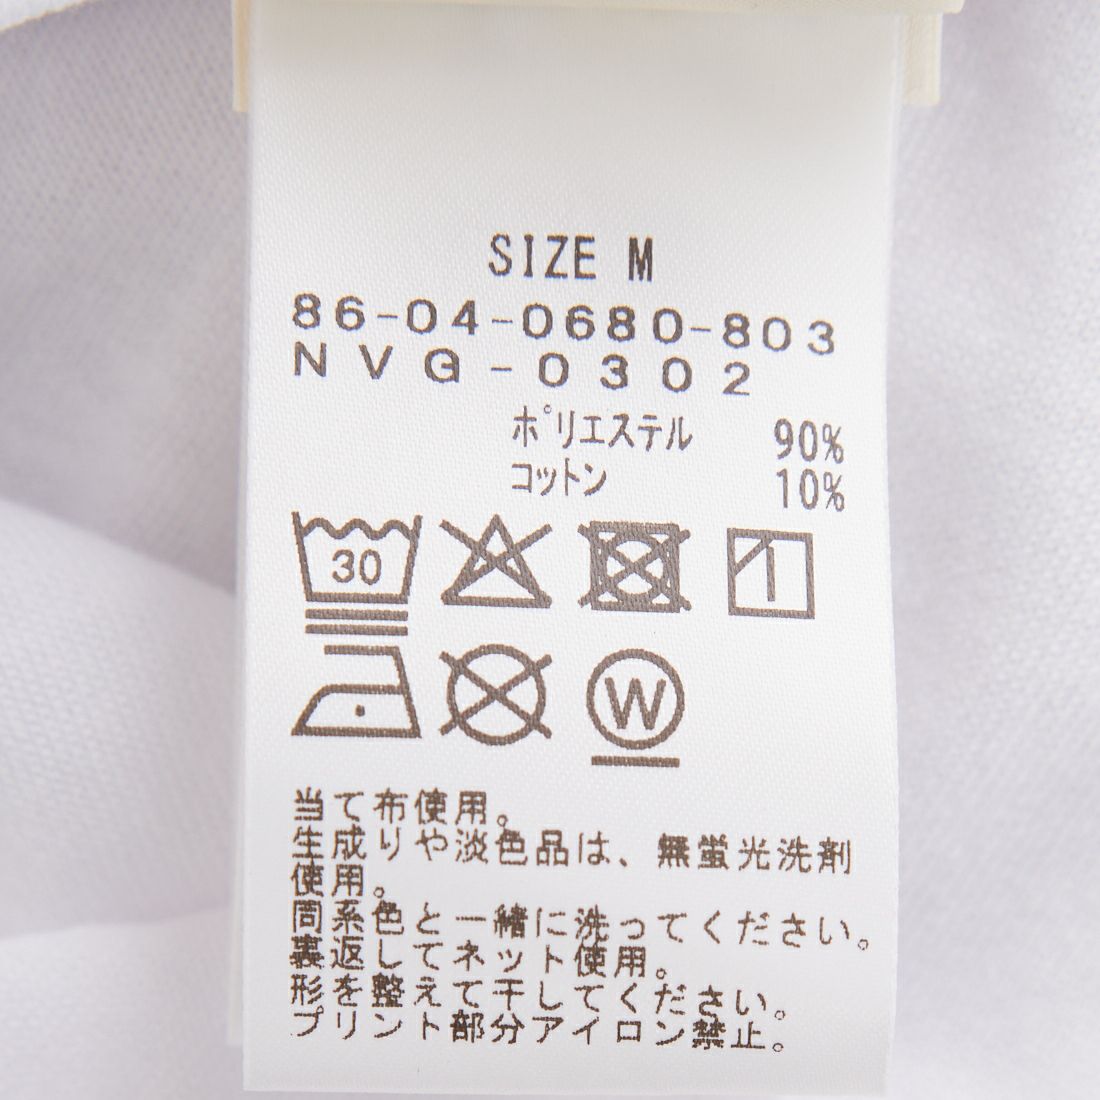 SIZE M
86-04-0680-803
NVG-0302
ポリエステル 90%
コットン 10%
30
W
当て布使用。
生成りや淡色品は、無蛍光洗剤
使用。
同系色と一緒に洗ってください。
裏返してネット使用。
形を整えて干してください。
プリント部分アイロン禁止。